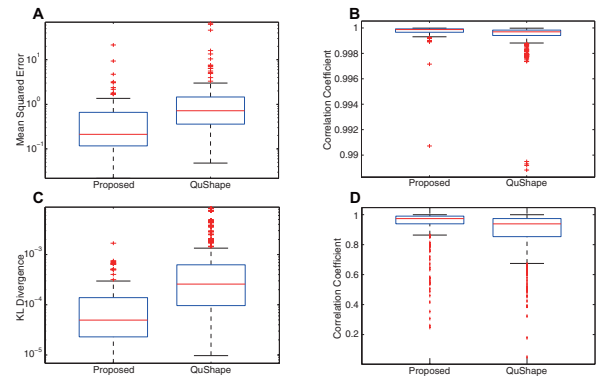 A
Mean Squared Error
10^1
10^0
10^-1
Proposed QuShape
B
Correlation Coefficient
1
0.998
0.996
0.994
0.992
0.99
Proposed QuShape
C
KL Divergence
10^-3
10^-4
10^-5
Proposed QuShape
D
Correlation Coefficient
1
0.8
0.6
0.4
0.2
Proposed QuShape